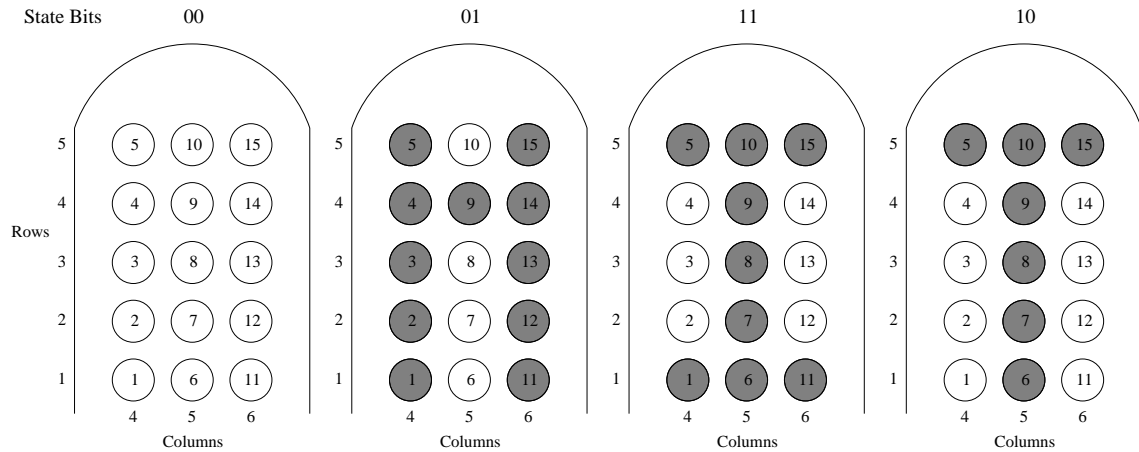 State Bits 00 01 11 10
5 5 10 15 5 5 10 15 5 5 10 15 5 5 10 15
4 4 9 14 4 4 9 14 4 4 9 14 4 4 9 14
Rows
3 3 8 13 3 3 8 13 3 3 8 13 3 3 8 13
2 2 7 12 2 2 7 12 2 2 7 12 2 2 7 12
1 1 6 11 1 1 6 11 1 1 6 11 1 1 6 11
4 5 6 4 5 6 4 5 6 4 5 6
Columns Columns Columns Columns